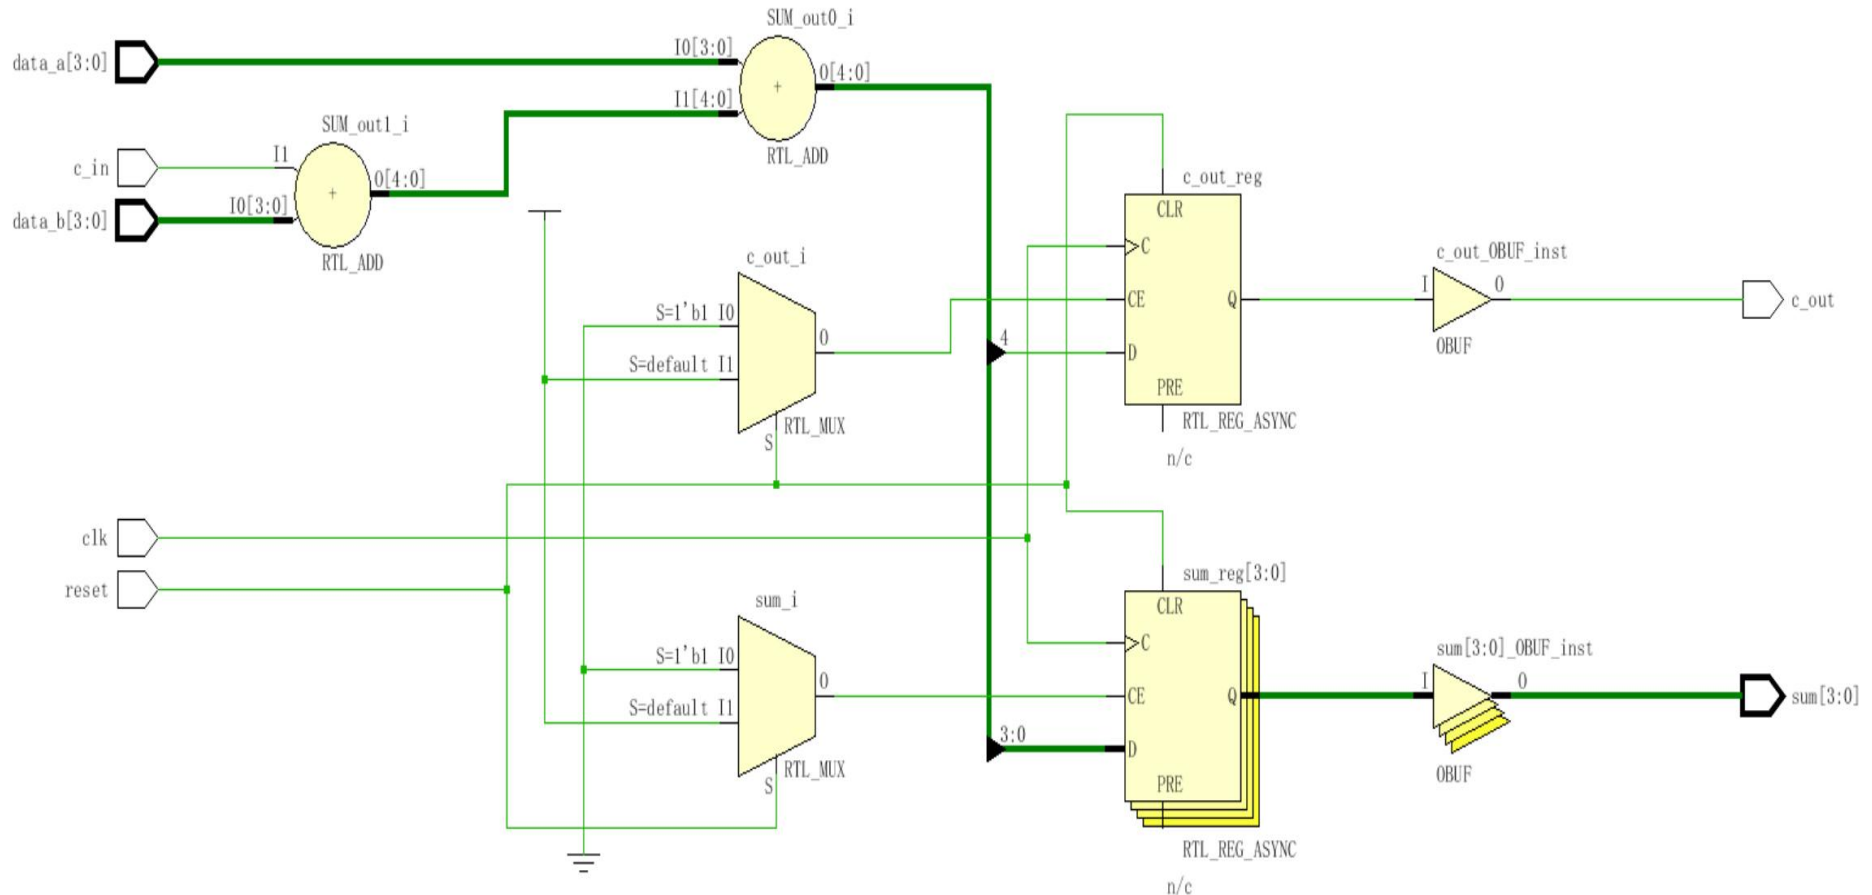 SUM_out0_i
data_a[3:0]
I0[3:0]
O[4:0]
+
I1[4:0]
RTL_ADD
SUM_out1_i
c_in
I1
O[4:0]
+
data_b[3:0]
I0[3:0]
RTL_ADD
c_out_i
S=1'b1 I0
O
S=default I1
RTL_MUX
S
c_out_reg
CLR
C
CE
Q
4
D
PRE
RTL_REG_ASYNC
n/c
c_out_OBUF_inst
I
O
OBUF
c_out
clk
reset
sum_i
S=1'b1 I0
O
S=default I1
RTL_MUX
S
sum_reg[3:0]
CLR
C
CE
Q
3:0
D
PRE
RTL_REG_ASYNC
n/c
sum[3:0]_OBUF_inst
I
O
OBUF
sum[3:0]